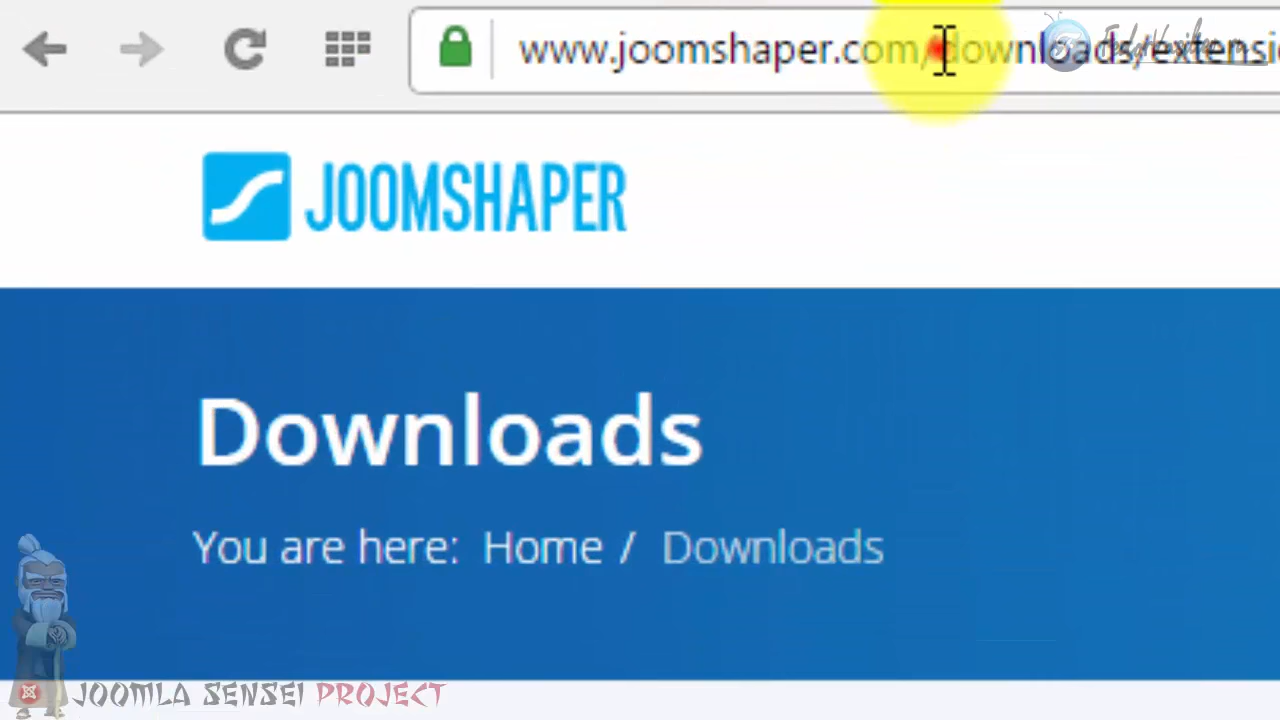 www.joomshaper.com/downloads/extensi
JOOMSHAPER
Downloads
You are here: Home / Downloads
JOOMLA SENSEI PROJECT